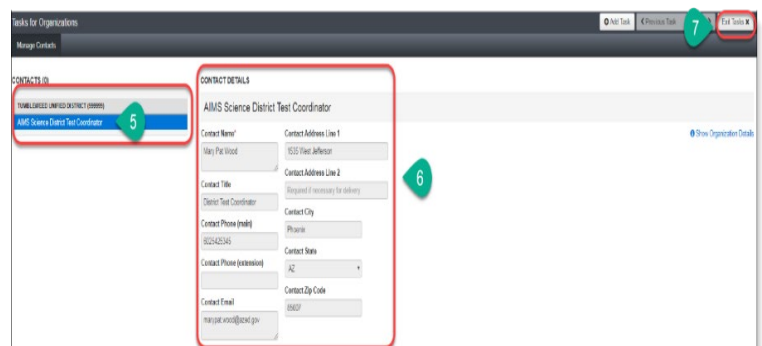 Tasks for Organizations
Add Task
Previous Task
7
Exit Tasks X
Manage Contacts
CONTACTS (0)
TUMBLEWEED UNIFIED DISTRICT (99999)
AIMS Science District Test Coordinator
5
CONTACT DETAILS
AIMS Science District Test Coordinator
Contact Name*
Mary Pat Wood
Contact Title
District Test Coordinator
Contact Phone (main)
6025425345
Contact Phone (extension)
Contact Email
marypat.wood@azed.gov
Contact Address Line 1
1535 West Jefferson
Contact Address Line 2
Required if necessary for delivery
Contact City
Phoenix
Contact State
AZ
Contact Zip Code
85007
6
Show Organization Details